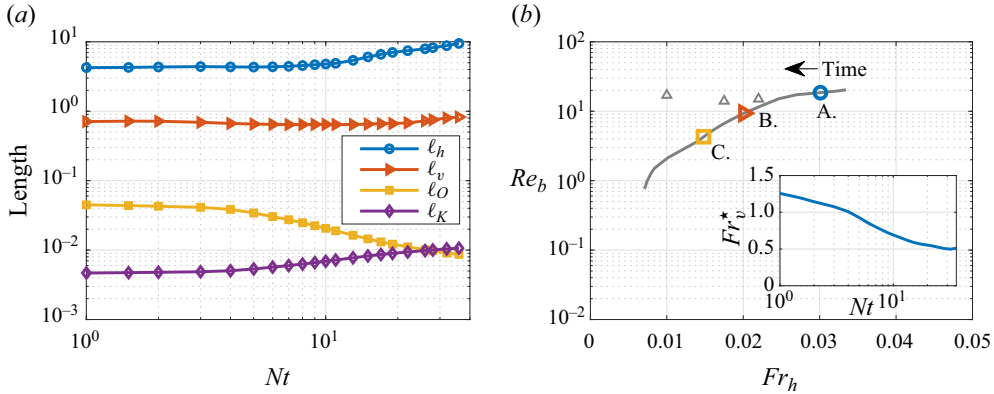 (a)
10^1
10^0
10^−1
10^−2
10^−3
10^0
10^1
Length
Nt
ℓ_h
ℓ_v
ℓ_O
ℓ_K
(b)
10^2
10^1
10^0
10^−1
10^−2
Re_b
0
0.01
0.02
0.03
0.04
0.05
Fr_h
Time
A.
B.
C.
1.5
1.0
0.5
0
Fr_v^⋆
10^0
10^1
Nt